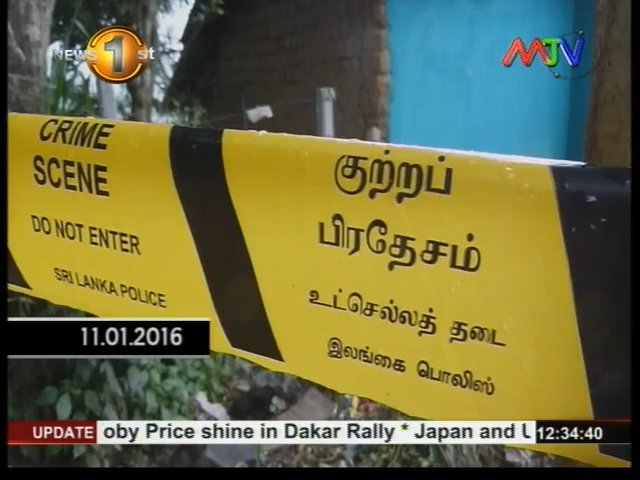 NEWS 1st
MTV
CRIME
SCENE
DO NOT ENTER
SRI LANKA POLICE
குற்றப்
பிரதேசம்
உட்செல்லத் தடை
இலங்கை பொலிஸ்
11.01.2016
UPDATE oby Price shine in Dakar Rally * Japan and U 12:34:40